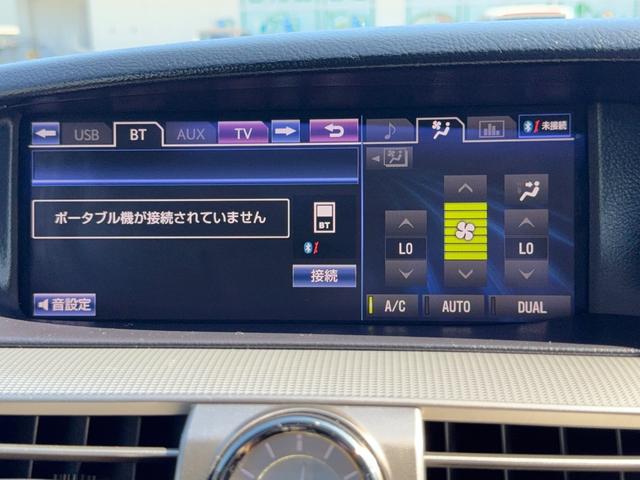 USB
BT
AUX
TV
未接続
ポータブル機が接続されていません
BT
接続
音設定
LO
LO
A/C
AUTO
DUAL